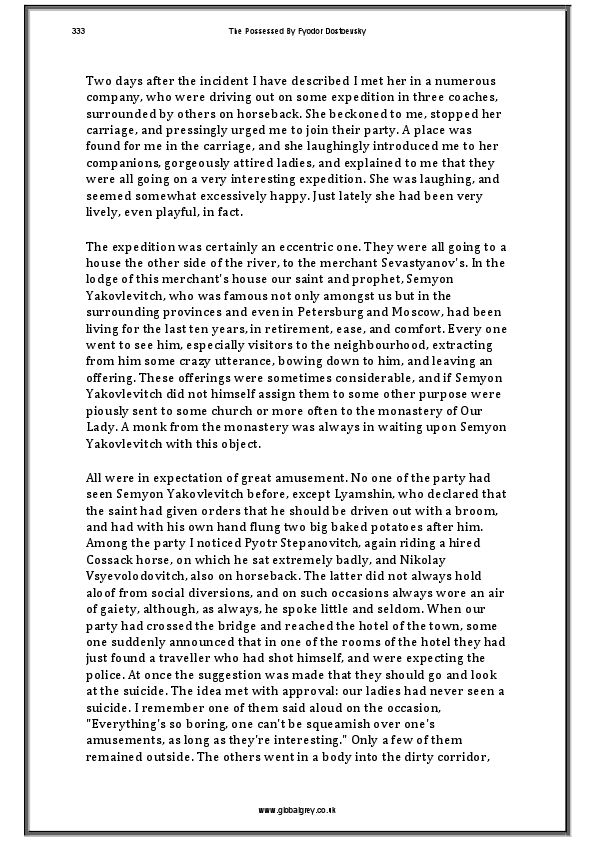 333
The Possessed By Fyodor Dostoevsky
Two days after the incident I have described I met her in a numerous
company, who were driving out on some expedition in three coaches,
surrounded by others on horseback. She beckoned to me, stopped her
carriage, and pressingly urged me to join their party. A place was
found for me in the carriage, and she laughingly introduced me to her
companions, gorgeously attired ladies, and explained to me that they
were all going on a very interesting expedition. She was laughing, and
seemed somewhat excessively happy. Just lately she had been very
lively, even playful, in fact.
The expedition was certainly an eccentric one. They were all going to a
house the other side of the river, to the merchant Sevastyanov's. In the
lodge of this merchant's house our saint and prophet, Semyon
Yakovlevitch, who was famous not only amongst us but in the
surrounding provinces and even in Petersburg and Moscow, had been
living for the last ten years, in retirement, ease, and comfort. Every one
went to see him, especially visitors to the neighbourhood, extracting
from him some crazy utterance, bowing down to him, and leaving an
offering. These offerings were sometimes considerable, and if Semyon
Yakovlevitch did not himself assign them to some other purpose were
piously sent to some church or more often to the monastery of Our
Lady. A monk from the monastery was always in waiting upon Semyon
Yakovlevitch with this object.
All were in expectation of great amusement. No one of the party had
seen Semyon Yakovlevitch before, except Lyamshin, who declared that
the saint had given orders that he should be driven out with a broom,
and had with his own hand flung two big baked potatoes after him.
Among the party I noticed Pyotr Stepanovitch, again riding a hired
Cossack horse, on which he sat extremely badly, and Nikolay
Vsyevolodovitch, also on horseback. The latter did not always hold
aloof from social diversions, and on such occasions always wore an air
of gaiety, although, as always, he spoke little and seldom. When our
party had crossed the bridge and reached the hotel of the town, some
one suddenly announced that in one of the rooms of the hotel they had
just found a traveller who had shot himself, and were expecting the
police. At once the suggestion was made that they should go and look
at the suicide. The idea met with approval: our ladies had never seen a
suicide. I remember one of them said aloud on the occasion,
"Everything's so boring, one can't be squeamish over one's
amusements, as long as they're interesting." Only a few of them
remained outside. The others went in a body into the dirty corridor,
www.globalgrey.co.uk